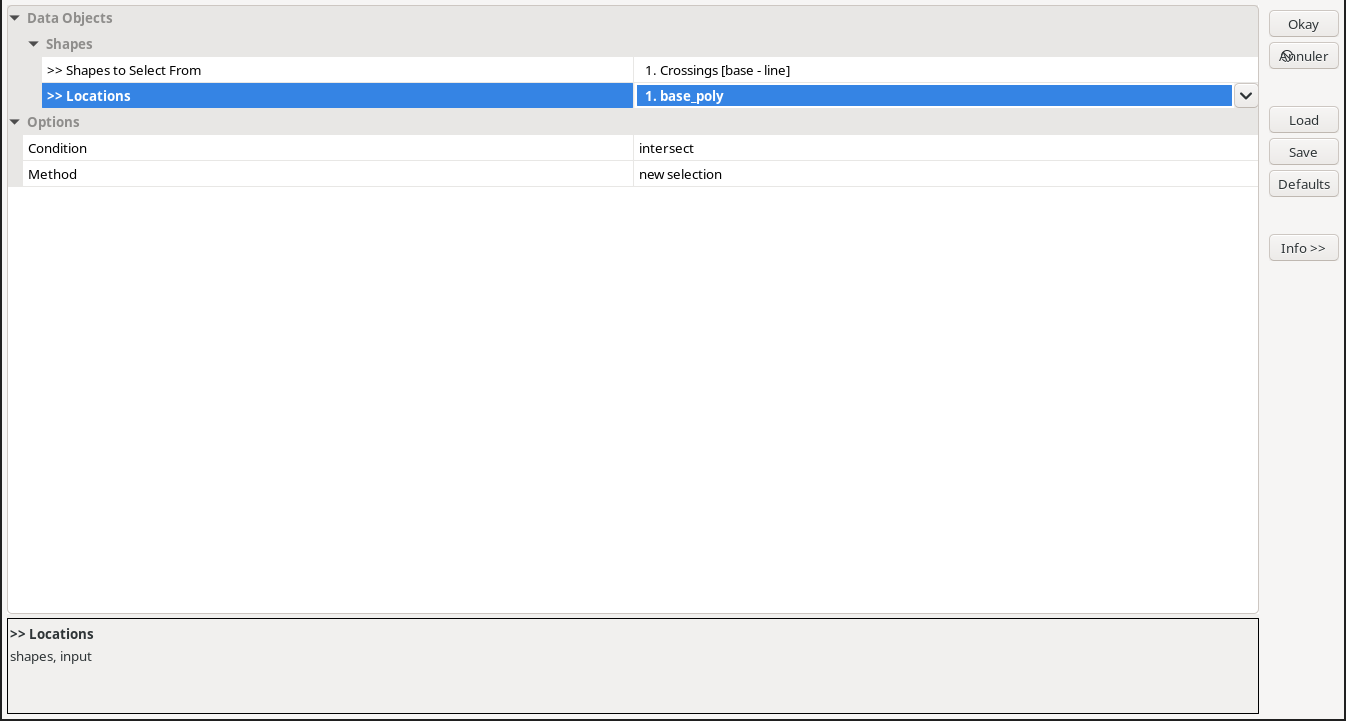 Data Objects
Shapes
>> Shapes to Select From 1. Crossings [base - line]
>> Locations 1. base_poly
Options
Condition intersect
Method new selection
Okay
Annuler
Load
Save
Defaults
Info >>
>> Locations
shapes, input